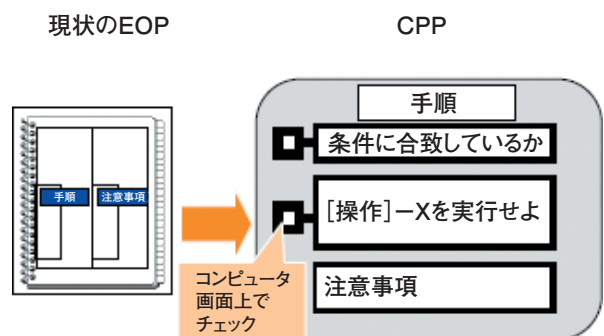 現状のEOP
CPP
手順
注意事項
手順
条件に合致しているか
[操作]－Xを実行せよ
注意事項
コンピュータ
画面上で
チェック